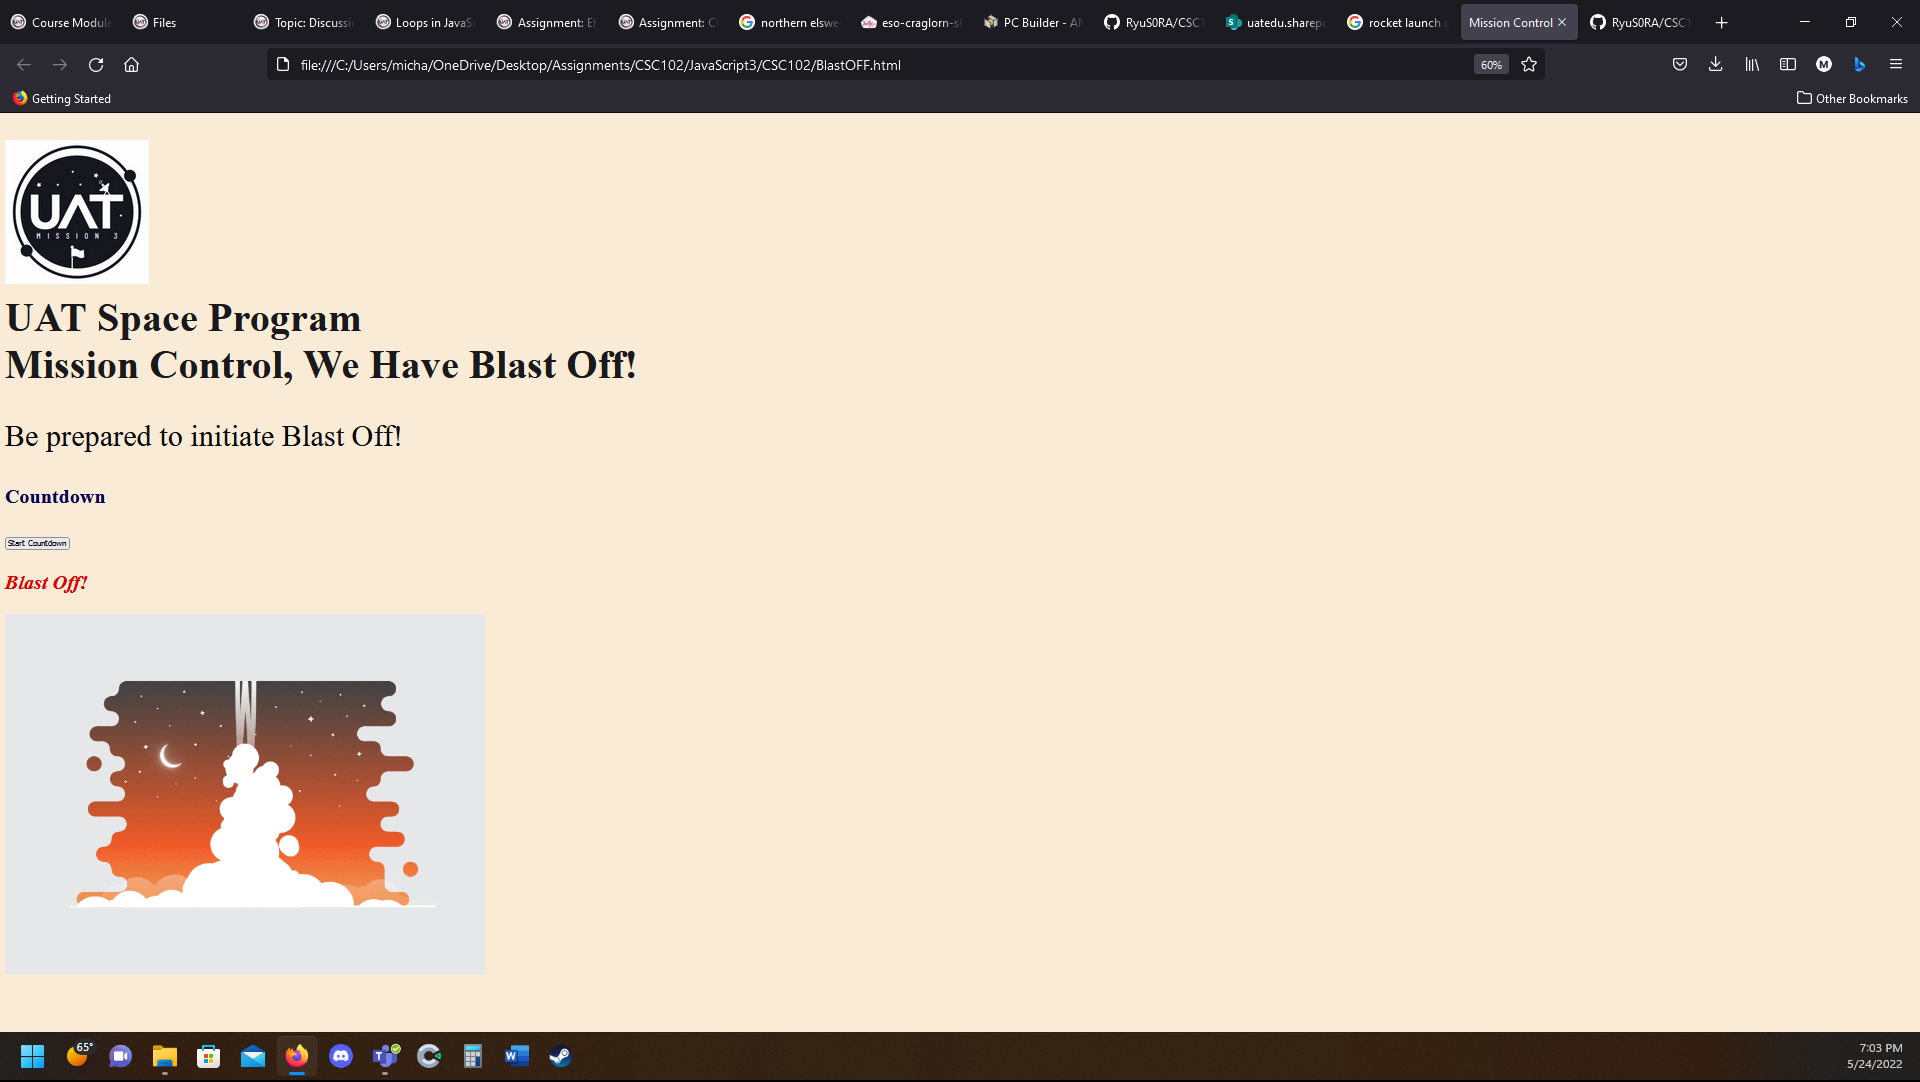 Course Modul
Files
Topic: Discussi
Loops in JavaS
Assignment: Ef
Assignment: C
northern elswe
eso-craglorn-s
PC Builder - A
RyuS0RA/CSC1
uatedu.sharep
rocket launch g
Mission Control
RyuS0RA/CSC1
file:///C:/Users/micha/OneDrive/Desktop/Assignments/CSC102/JavaScript3/CSC102/BlastOFF.html
60%
M
Getting Started
Other Bookmarks
UAT
MISSION 3
UAT Space Program
Mission Control, We Have Blast Off!
Be prepared to initiate Blast Off!
Countdown
Start Countdown
Blast Off!
65°
7:03 PM
5/24/2022